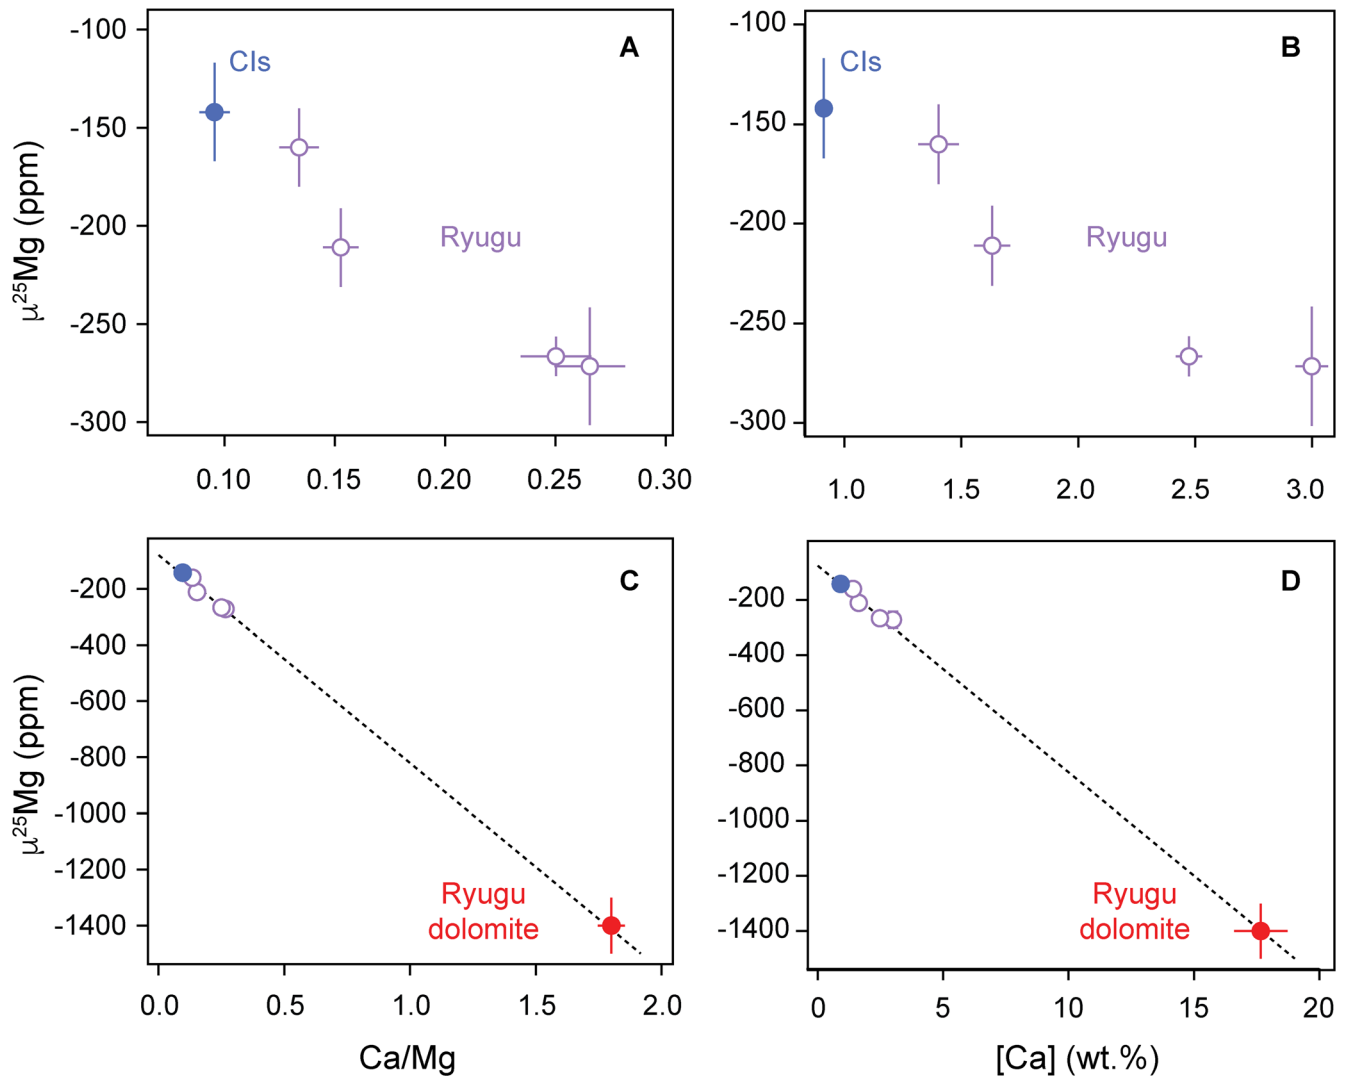 A
CIs
Ryugu
μ²⁵Mg (ppm)
-100
-150
-200
-250
-300
0.10 0.15 0.20 0.25 0.30
B
CIs
Ryugu
-100
-150
-200
-250
-300
1.0 1.5 2.0 2.5 3.0
C
Ryugu
dolomite
μ²⁵Mg (ppm)
-200
-400
-600
-800
-1000
-1200
-1400
0.0 0.5 1.0 1.5 2.0
Ca/Mg
D
Ryugu
dolomite
-200
-400
-600
-800
-1000
-1200
-1400
0 5 10 15 20
[Ca] (wt.%)